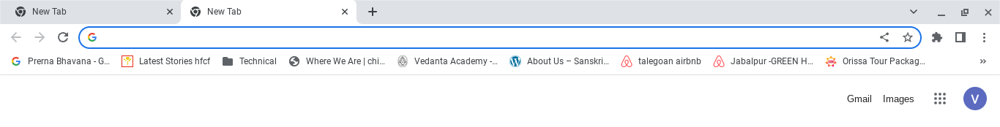 New Tab New Tab
Prerna Bhavana - G... Latest Stories hfcf Technical Where We Are | chi... Vedanta Academy -... About Us – Sanskri... talegoan airbnb Jabalpur -GREEN H... Orissa Tour Packag...
Gmail Images V